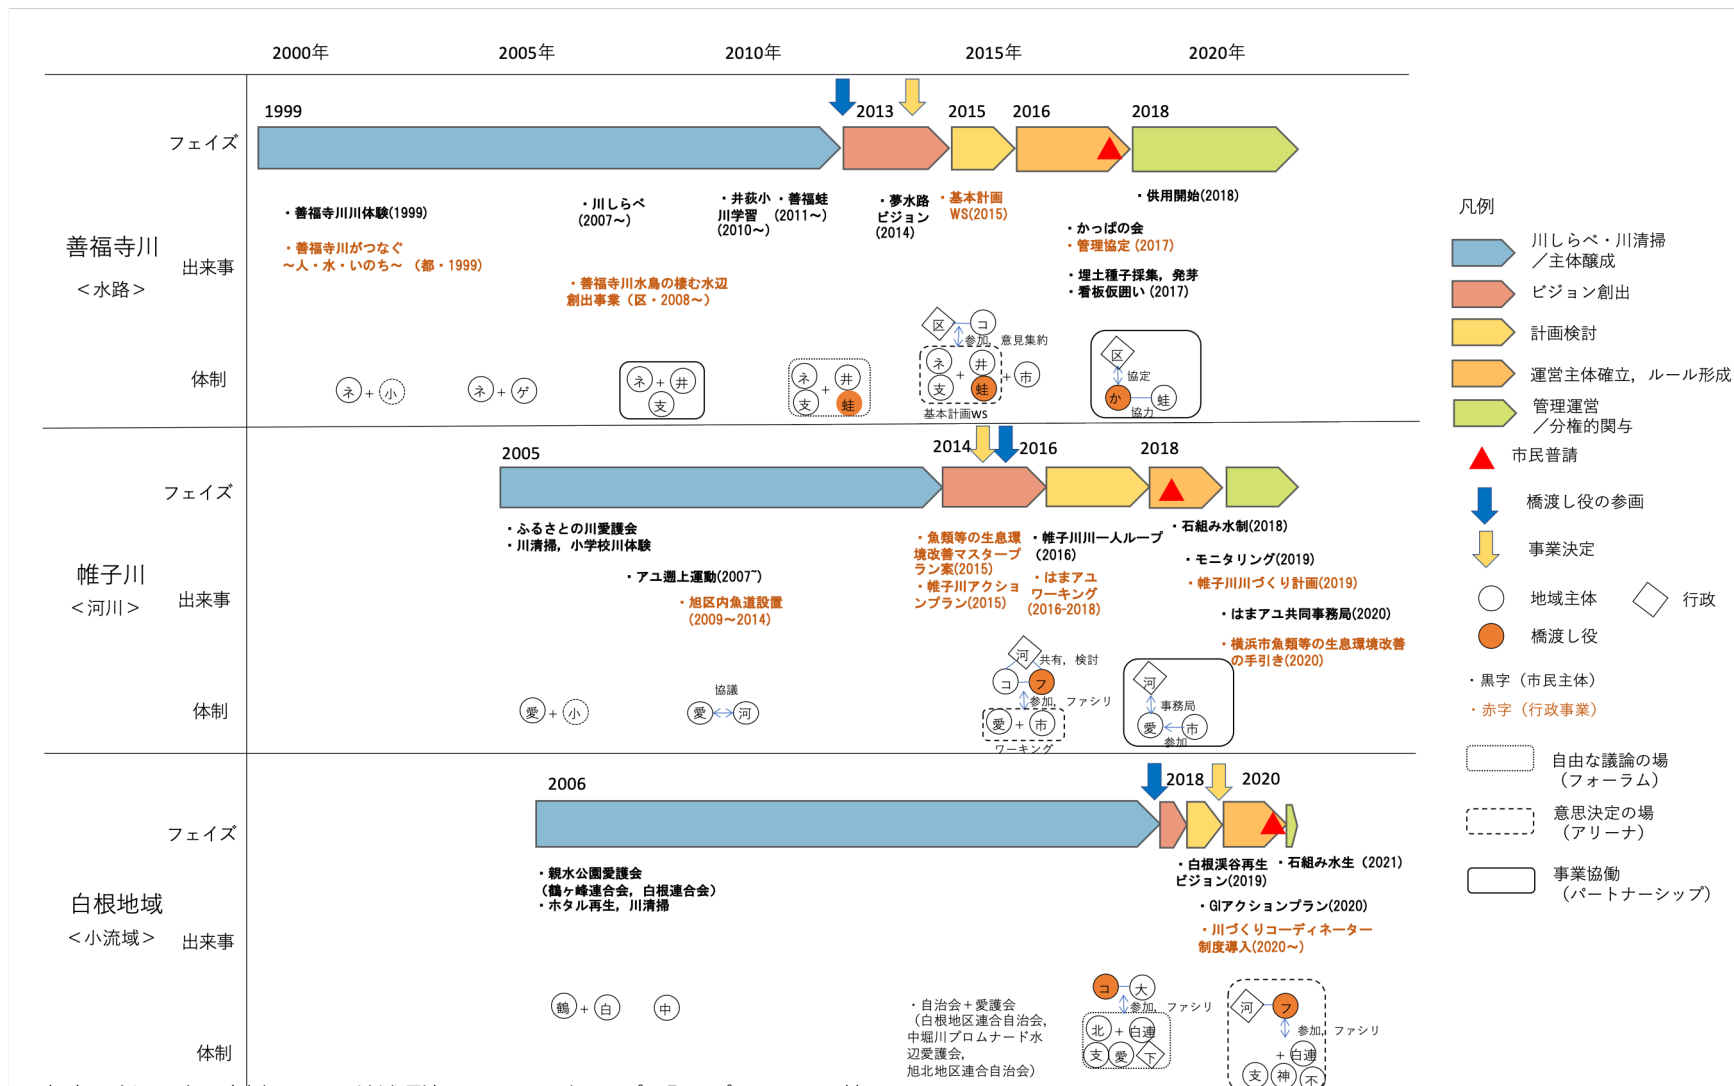 2000年 2005年 2010年 2015年 2020年
1999 2013 2015 2016 2018
フェイズ
善福寺川
＜水路＞
出来事
・善福寺川川体験(1999)
・善福寺川がつなぐ
～人・水・いのち～ （都・1999)
・川しらべ
(2007～)
・善福寺川水鳥の棲む水辺
創出事業（区・2008～)
・井荻小
川学習
(2010～)
・善福蛙
(2011～)
・夢水路
ビジョン
(2014)
・基本計画
WS(2015)
・かっぱの会
・管理協定 (2017)
・埋土種子採集，発芽
・看板仮囲い (2017)
・供用開始(2018)
体制
ネ + 小
ネ + ゲ
ネ + 井
支
ネ 井
+
支 蛙
区 コ
参加，意見集約
ネ 井
+ + 市
支 蛙
基本計画WS
区
協定
か 蛙
協力
2005 2014 2016 2018
フェイズ
帷子川
＜河川＞
出来事
・ふるさとの川愛護会
・川清掃，小学校川体験
・アユ遡上運動(2007~)
・旭区内魚道設置
(2009～2014)
・魚類等の生息環
境改善マスタープ
ラン案(2015)
・帷子川アクショ
ンプラン(2015)
・帷子川川一人ループ
（2016)
・はまアユ
ワーキング
(2016-2018)
・石組み水制(2018)
・モニタリング(2019)
・帷子川川づくり計画(2019)
・はまアユ共同事務局(2020)
・横浜市魚類等の生息環境改善
の手引き(2020)
体制
愛 + 小
協議
愛 河
河
共有，検討
コ フ
参加，ファシリ
愛 + 市
ワーキング
河
事務局
愛 市
参加
2006 2018 2020
フェイズ
白根地域
＜小流域＞
出来事
・親水公園愛護会
（鶴ヶ峰連合会，白根連合会）
・ホタル再生，川清掃
・白根渓谷再生
ビジョン(2019)
・石組み水生（2021)
・GIアクションプラン(2020)
・川づくりコーディネーター
制度導入(2020～)
体制
鶴 + 白 中
・自治会＋愛護会
（白根地区連合自治会,
中堀川プロムナード水
辺愛護会,
旭北地区連合自治会）
コ 大
参加，ファシリ
北 + 白連
支 愛 下
河 フ
参加，ファシリ
+ 白連
支 神 不
凡例
川しらべ・川清掃
／主体醸成
ビジョン創出
計画検討
運営主体確立，ルール形成
管理運営
／分権的関与
市民普請
橋渡し役の参画
事業決定
地域主体 行政
橋渡し役
・黒字（市民主体）
・赤字（行政事業）
自由な議論の場
（フォーラム）
意思決定の場
（アリーナ）
事業協働
（パートナーシップ）